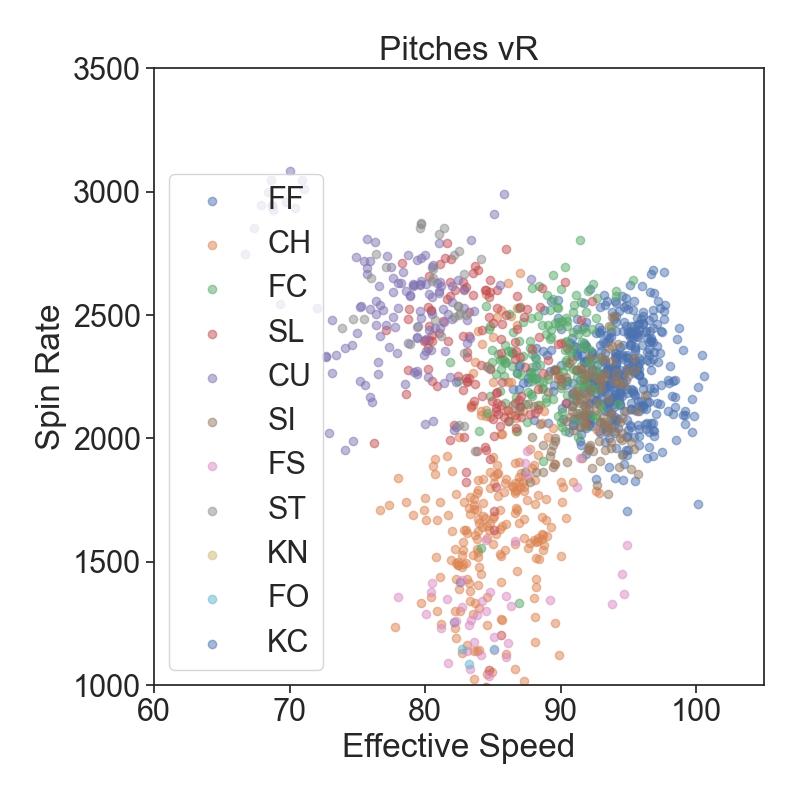 Pitches vR
3500
3000
2500
2000
1500
1000
Spin Rate
FF
CH
FC
SL
CU
SI
FS
ST
KN
FO
KC
60 70 80 90 100
Effective Speed